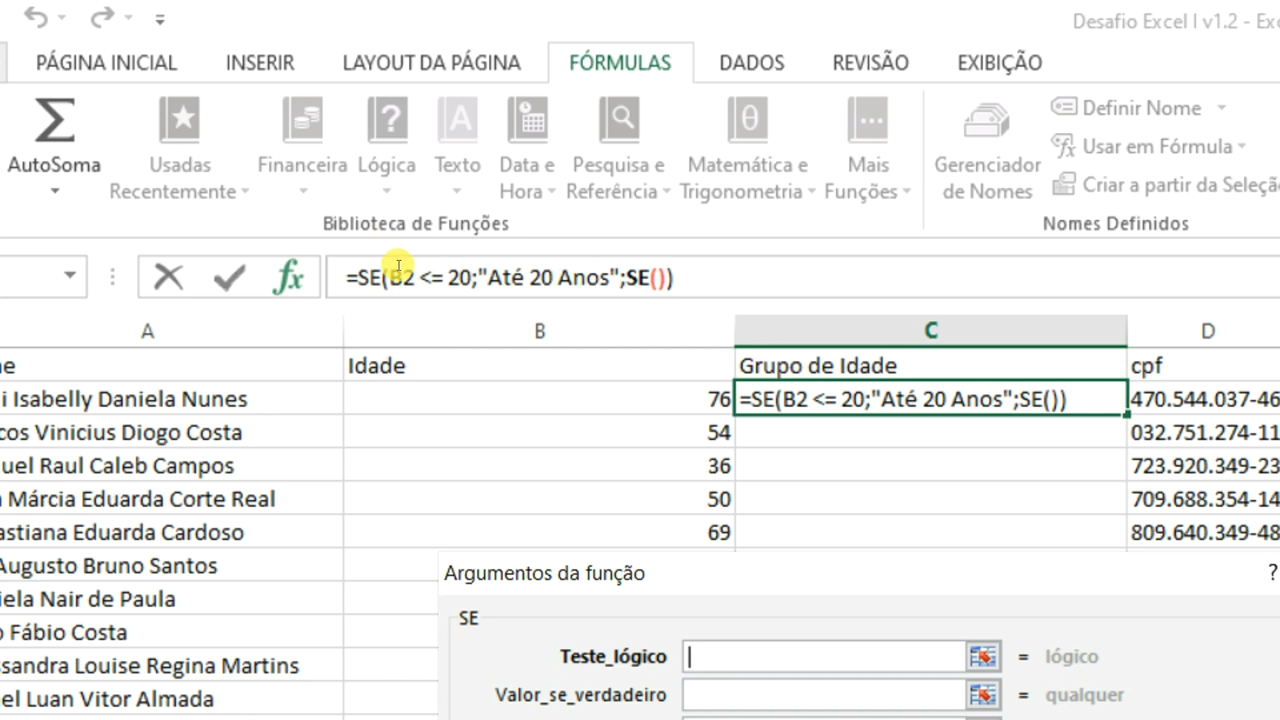 Desafio Excel I v1.2 - Exc
PÁGINA INICIAL INSERIR LAYOUT DA PÁGINA FÓRMULAS DADOS REVISÃO EXIBIÇÃO
AutoSoma
Usadas Recentemente
Financeira
Lógica
Texto
Data e Hora
Pesquisa e Referência
Matemática e Trigonometria
Mais Funções
Biblioteca de Funções
Gerenciador de Nomes
Definir Nome
Usar em Fórmula
Criar a partir da Seleçã
Nomes Definidos
fx =SE(B2 <= 20;"Até 20 Anos";SE())
A B C D
e Idade Grupo de Idade cpf
i Isabelly Daniela Nunes 76 =SE(B2 <= 20;"Até 20 Anos";SE()) 470.544.037-46
cos Vinicius Diogo Costa 54 032.751.274-11
uel Raul Caleb Campos 36 723.920.349-23
Márcia Eduarda Corte Real 50 709.688.354-14
astiana Eduarda Cardoso 69 809.640.349-48
Augusto Bruno Santos
iela Nair de Paula
o Fábio Costa
ssandra Louise Regina Martins
el Luan Vitor Almada
Argumentos da função ?
SE
Teste_lógico = lógico
Valor_se_verdadeiro = qualquer